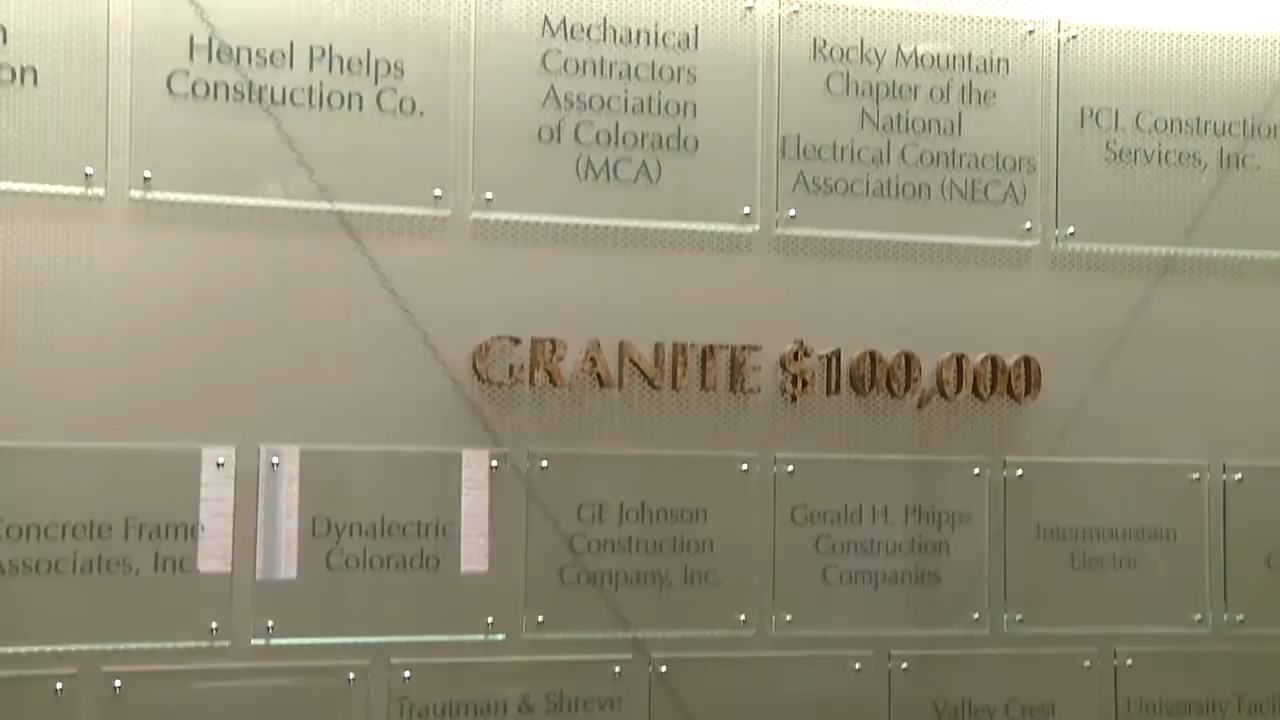 Hensel Phelps
Construction Co.
Mechanical
Contractors
Association
of Colorado
(MCA)
Rocky Mountain
Chapter of the
National
Electrical Contractors
Association (NECA)
PCL Construction
Services, Inc.
GRANITE $100,000
Concrete Frame
Associates, Inc.
Dynalectric
Colorado
GE Johnson
Construction
Company, Inc.
Gerald H. Phipps
Construction
Companies
Intermountain
Electric
Trautman & Shreve
Valley Crest
University